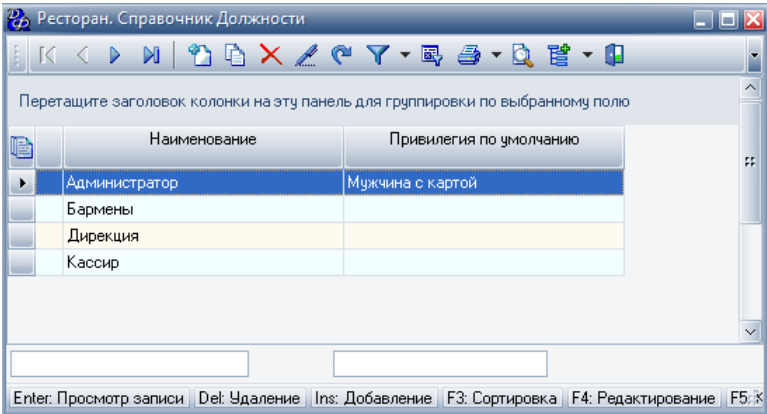 Ресторан. Справочник Должности
Перетащите заголовок колонки на эту панель для группировки по выбранному полю
Наименование Привилегия по умолчанию
Администратор Мужчина с картой
Бармены
Дирекция
Кассир
Enter: Просмотр записи Del: Удаление Ins: Добавление F3: Сортировка F4: Редактирование F5: